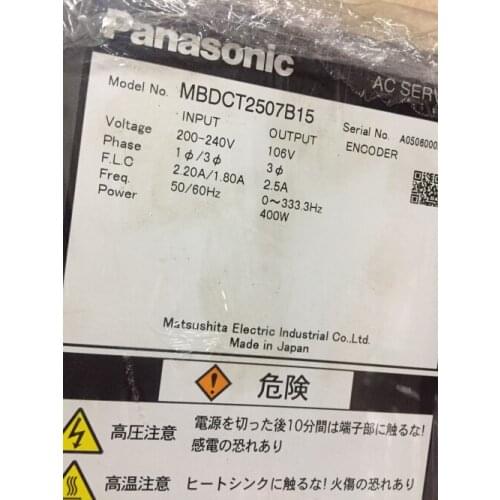 Panasonic
AC SERV
Model No. MBDCT2507B15
Serial No. A0506000
INPUT OUTPUT ENCODER
Voltage 200-240V 106V
Phase 1φ/3φ 3φ
F.L.C 2.20A/1.80A 2.5A
Freq. 50/60Hz 0～333.3Hz
Power 400W
Matsushita Electric Industrial Co.,Ltd.
Made in Japan
危険
高圧注意 電源を切った後10分間は端子部に触るな!
感電の恐れあり
高温注意 ヒートシンクに触るな! 火傷の恐れあり